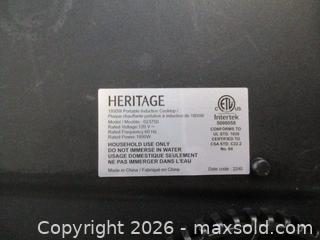 HERITAGE
1800W Portable Induction Cooktop /
Plaque chauffante portative à induction de 1800W
Model / Modèle:
Rated Voltage 120 V ~
Rated Frequency 60 Hz
Rated Power 1800W
HOUSEHOLD USE ONLY
DO NOT IMMERSE IN WATER
USAGE DOMESTIQUE SEULEMENT
NE PAS IMMERGER DANS L'EAU
Made in China / Fabriqué en Chine
ETL
Intertek
CONFORMS TO
UL STD.
CERTIFIED TO
CSA STD. C22.2
No. 64
Date code : 2240
Copyright © 2026 - maxsold.com